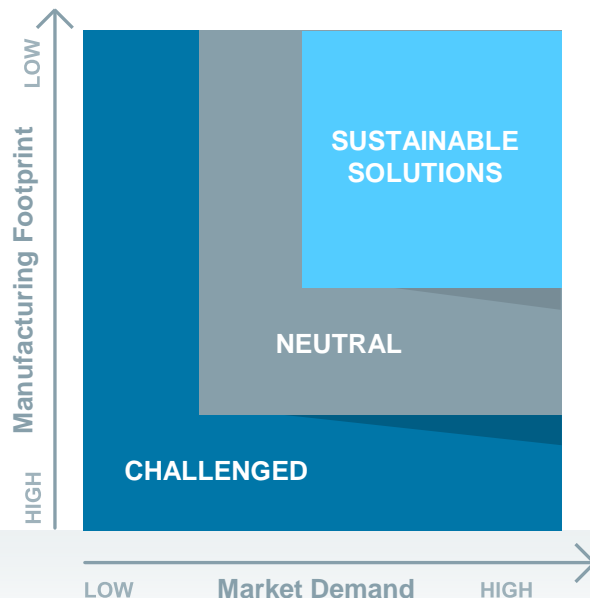 LOW
Manufacturing Footprint
HIGH
SUSTAINABLE
SOLUTIONS
NEUTRAL
CHALLENGED
LOW
Market Demand
HIGH